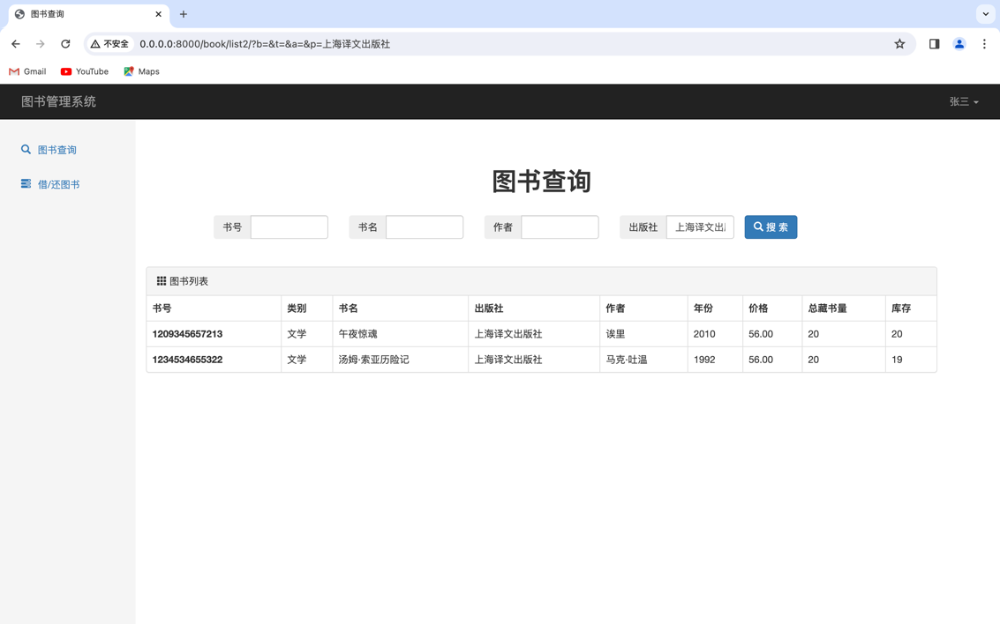 图书查询
不安全 0.0.0.0:8000/book/list2/?b=&t=&a=&p=上海译文出版社
Gmail YouTube Maps
图书管理系统 张三
图书查询
借/还图书
图书查询
书号 书名 作者 出版社 上海译文出 搜 索
图书列表
书号 类别 书名 出版社 作者 年份 价格 总藏书量 库存
1209345657213 文学 午夜惊魂 上海译文出版社 诶里 2010 56.00 20 20
1234534655322 文学 汤姆·索亚历险记 上海译文出版社 马克·吐温 1992 56.00 20 19